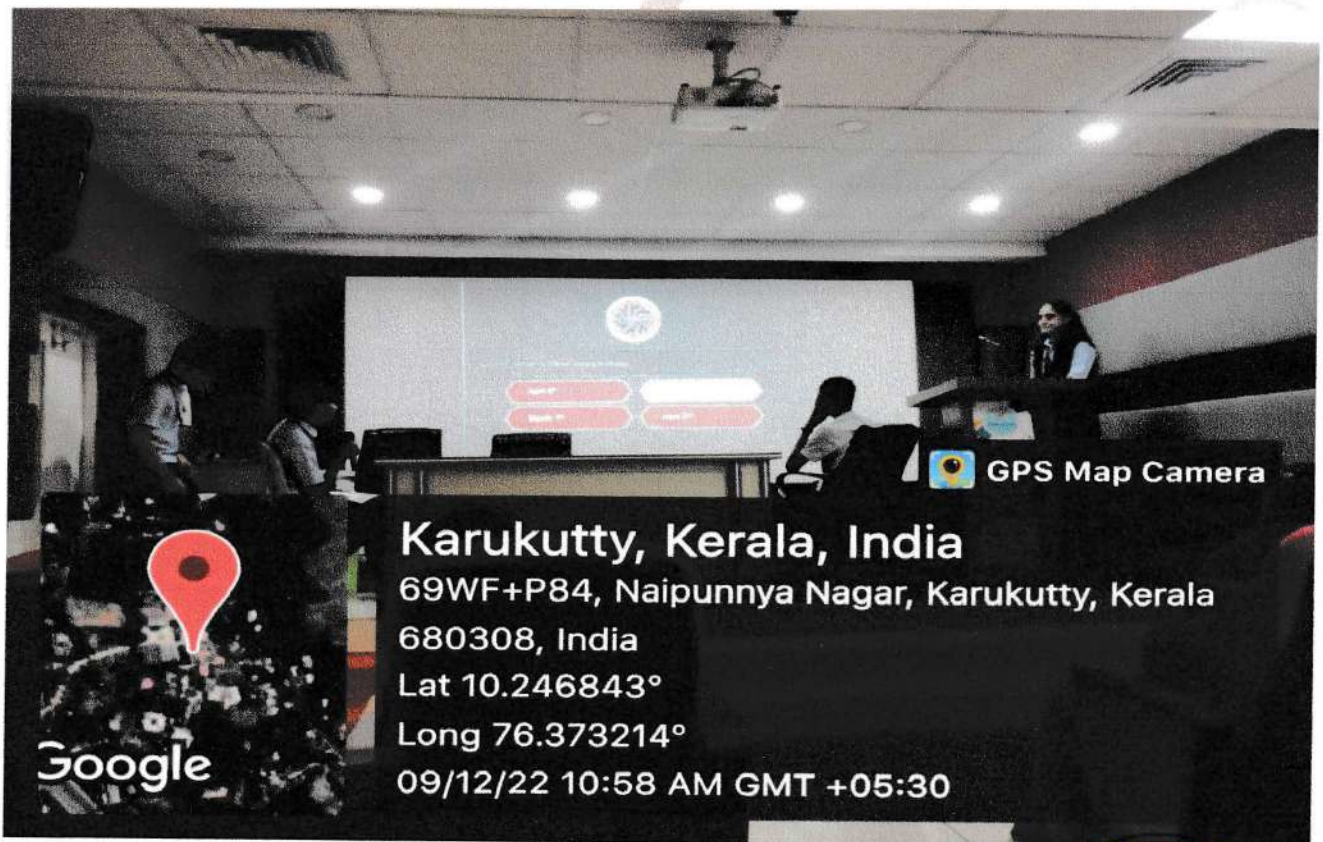 GPS Map Camera
Karukutty, Kerala, India
69WF+P84, Naipunnya Nagar, Karukutty, Kerala
680308, India
Lat 10.246843°
Long 76.373214°
09/12/22 10:58 AM GMT +05:30
Google